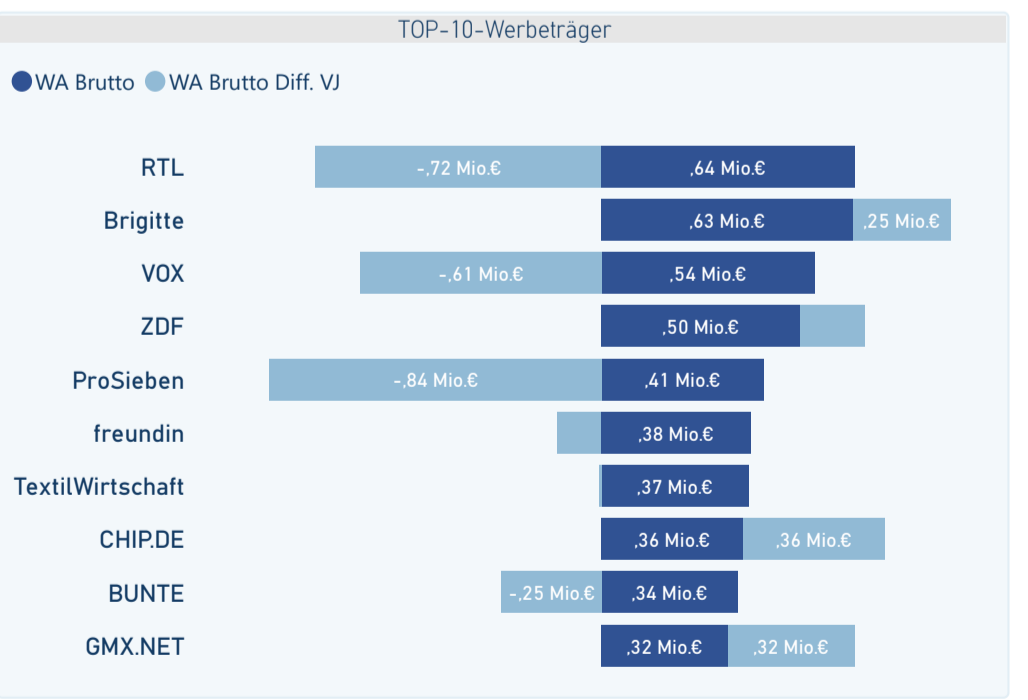 TOP-10-Werbeträger
WA Brutto WA Brutto Diff. VJ
RTL -,72 Mio.€ ,64 Mio.€
Brigitte ,63 Mio.€ ,25 Mio.€
VOX -,61 Mio.€ ,54 Mio.€
ZDF ,50 Mio.€
ProSieben -,84 Mio.€ ,41 Mio.€
freundin ,38 Mio.€
TextilWirtschaft ,37 Mio.€
CHIP.DE ,36 Mio.€ ,36 Mio.€
BUNTE -,25 Mio.€ ,34 Mio.€
GMX.NET ,32 Mio.€ ,32 Mio.€